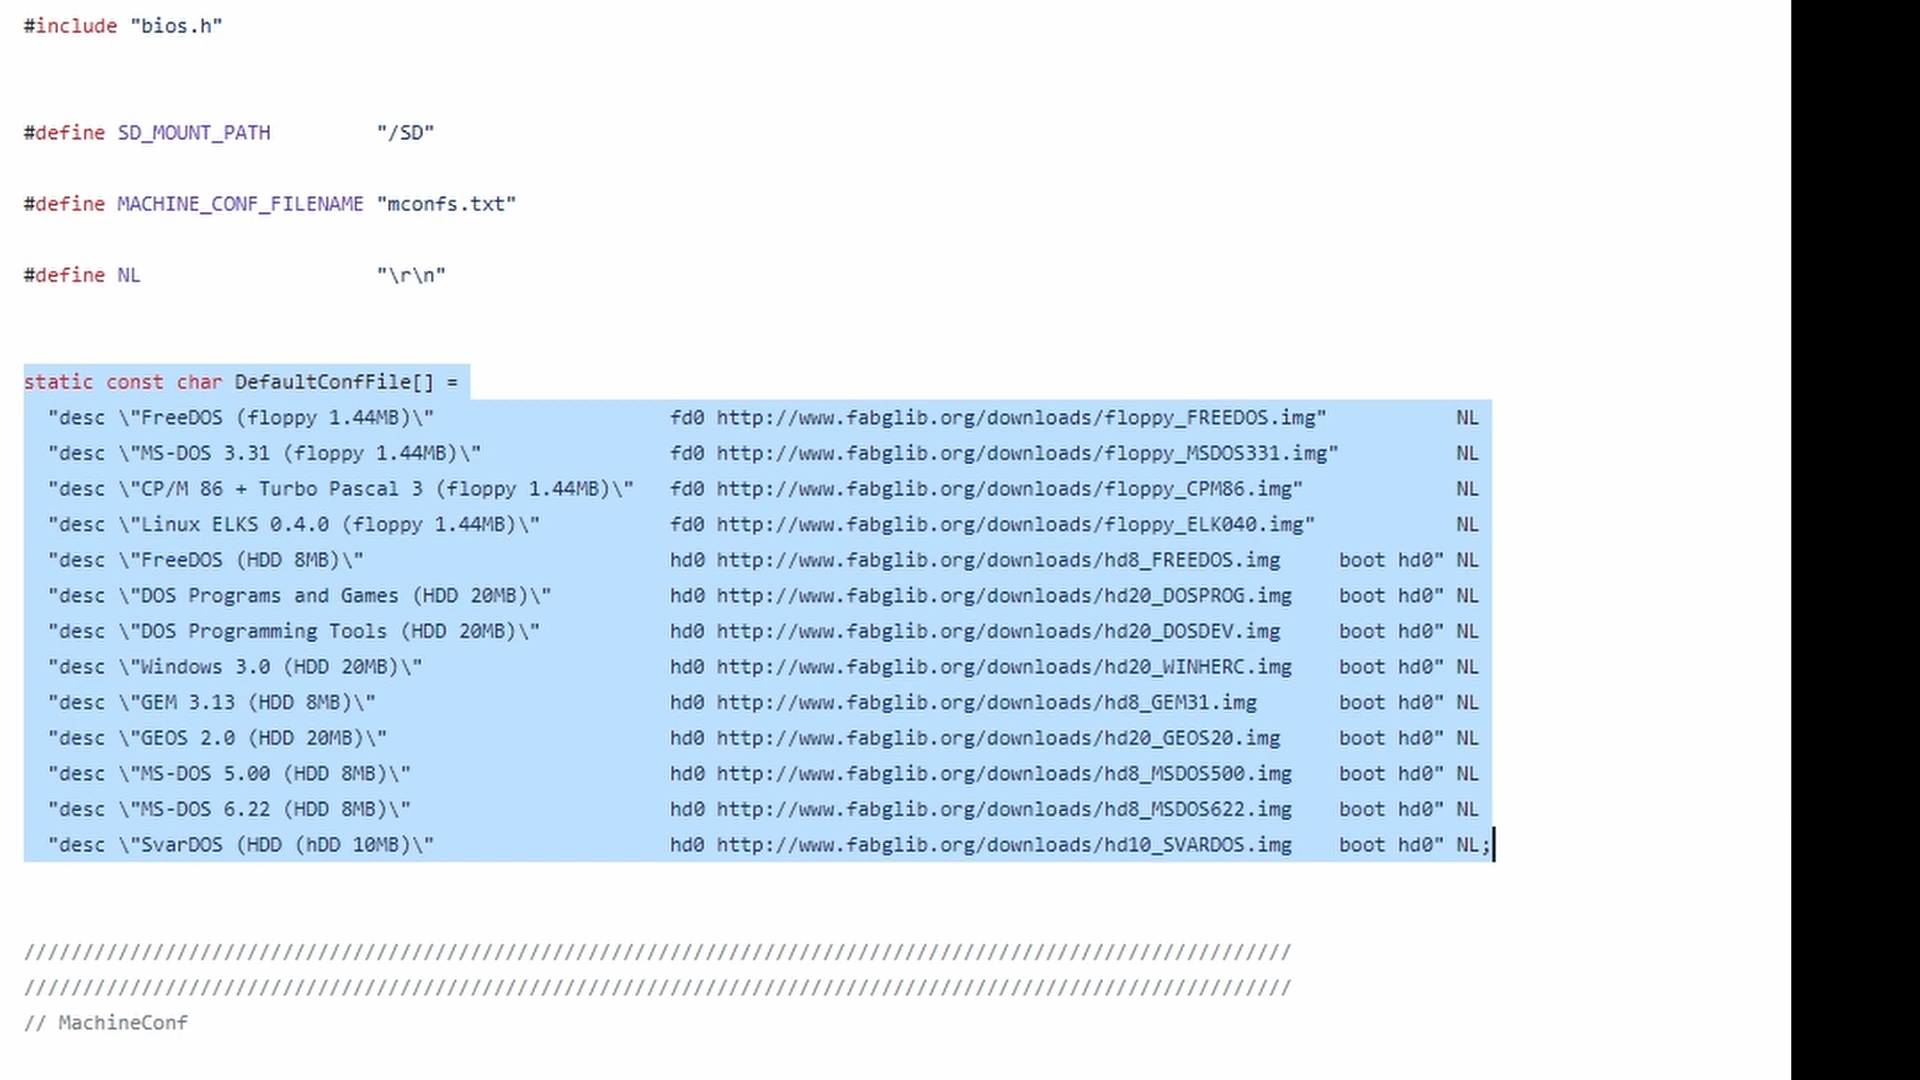 #include "bios.h"
#define SD_MOUNT_PATH         "/SD"
#define MACHINE_CONF_FILENAME "mconfs.txt"
#define NL                    "\r\n"
static const char DefaultConfFile[] =
  "desc \"FreeDOS (floppy 1.44MB)\"                    fd0 http://www.fabglib.org/downloads/floppy_FREEDOS.img"           NL
  "desc \"MS-DOS 3.31 (floppy 1.44MB)\"                fd0 http://www.fabglib.org/downloads/floppy_MSDOS331.img"          NL
  "desc \"CP/M 86 + Turbo Pascal 3 (floppy 1.44MB)\"   fd0 http://www.fabglib.org/downloads/floppy_CPM86.img"             NL
  "desc \"Linux ELKS 0.4.0 (floppy 1.44MB)\"           fd0 http://www.fabglib.org/downloads/floppy_ELK040.img"            NL
  "desc \"FreeDOS (HDD 8MB)\"                          hd0 http://www.fabglib.org/downloads/hd8_FREEDOS.img     boot hd0" NL
  "desc \"DOS Programs and Games (HDD 20MB)\"          hd0 http://www.fabglib.org/downloads/hd20_DOSPROG.img    boot hd0" NL
  "desc \"DOS Programming Tools (HDD 20MB)\"           hd0 http://www.fabglib.org/downloads/hd20_DOSDEV.img     boot hd0" NL
  "desc \"Windows 3.0 (HDD 20MB)\"                     hd0 http://www.fabglib.org/downloads/hd20_WINHERC.img    boot hd0" NL
  "desc \"GEM 3.13 (HDD 8MB)\"                         hd0 http://www.fabglib.org/downloads/hd8_GEM31.img       boot hd0" NL
  "desc \"GEOS 2.0 (HDD 20MB)\"                        hd0 http://www.fabglib.org/downloads/hd20_GEOS20.img     boot hd0" NL
  "desc \"MS-DOS 5.00 (HDD 8MB)\"                      hd0 http://www.fabglib.org/downloads/hd8_MSDOS500.img    boot hd0" NL
  "desc \"MS-DOS 6.22 (HDD 8MB)\"                      hd0 http://www.fabglib.org/downloads/hd8_MSDOS622.img    boot hd0" NL
  "desc \"SvarDOS (HDD (hDD 10MB)\"                    hd0 http://www.fabglib.org/downloads/hd10_SVARDOS.img    boot hd0" NL;
////////////////////////////////////////////////////////////////////////////////////////////////////////////
////////////////////////////////////////////////////////////////////////////////////////////////////////////
// MachineConf